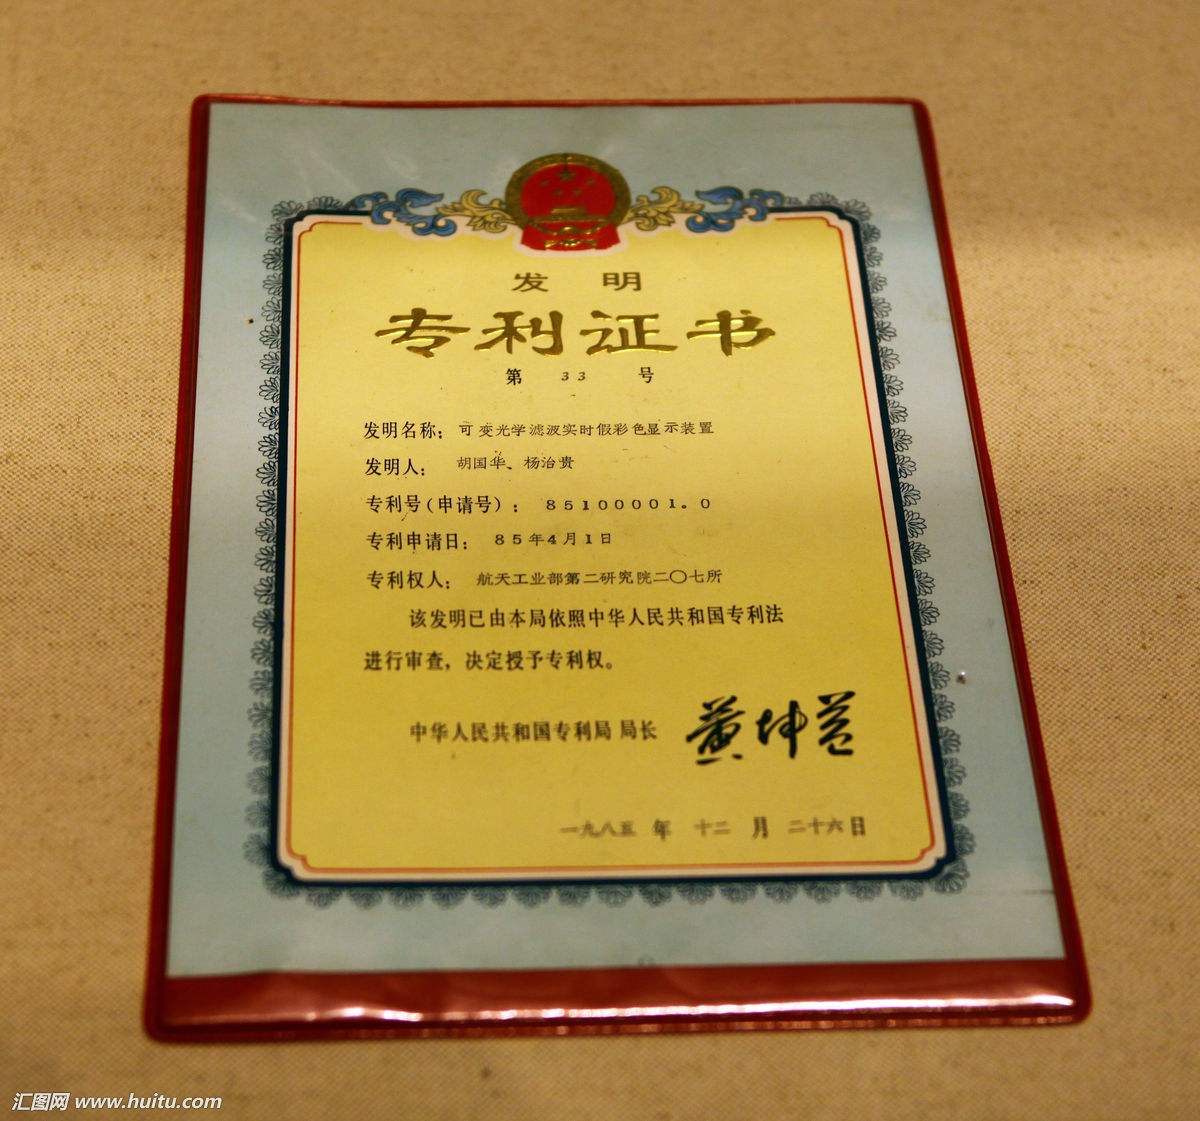 发明
专利证书
第 33 号
发明名称：可变光学滤波实时假彩色显示装置
发明人：胡国华、杨治贵
专利号(申请号)：85100001.0
专利申请日：85年4月1日
专利权人：航天工业部第二研究院二〇七所
该发明已由本局依照中华人民共和国专利法
进行审查，决定授予专利权。
中华人民共和国专利局 局长 黄坤益
一九八五 年 十二 月 二十六日
汇图网 www.huitu.com